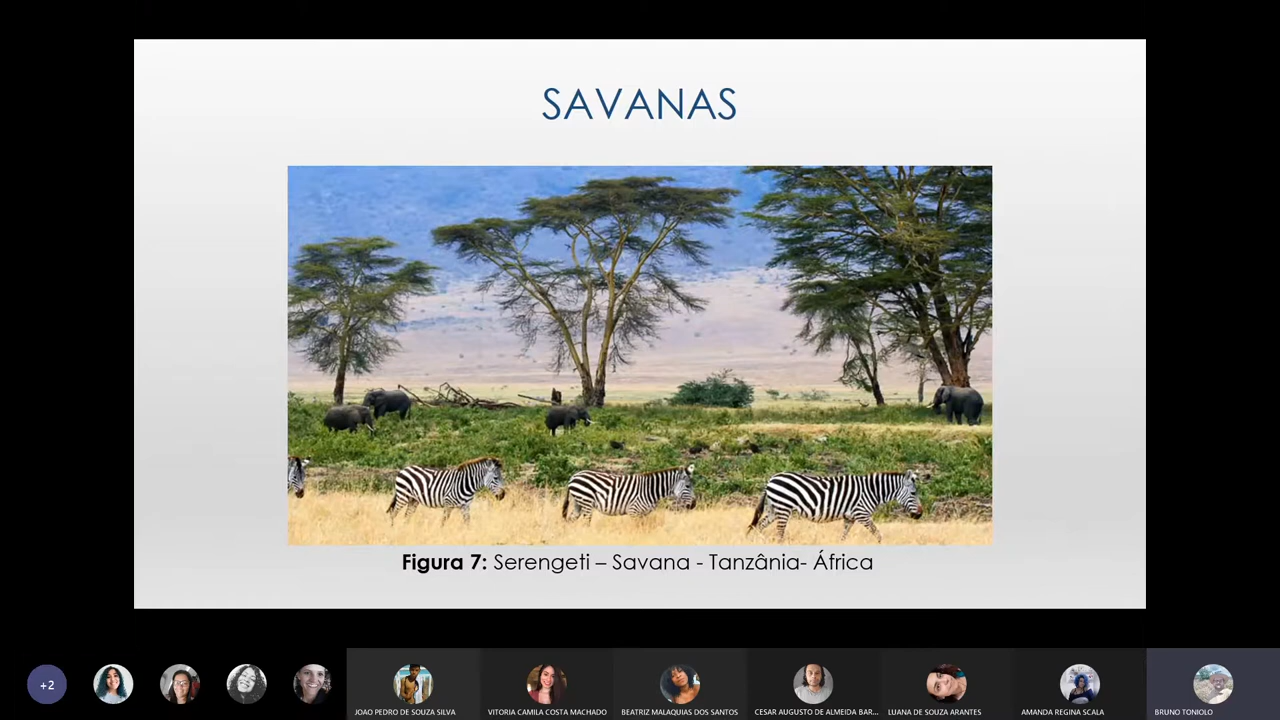 SAVANAS
Figura 7: Serengeti – Savana - Tanzânia- África
+2
JOAO PEDRO DE SOUZA SILVA
VITORIA CAMILA COSTA MACHADO
BEATRIZ MALAQUIAS DOS SANTOS
CESAR AUGUSTO DE ALMEIDA BAR...
LUANA DE SOUZA ARANTES
AMANDA REGINA SCALA
BRUNO TONIOLO